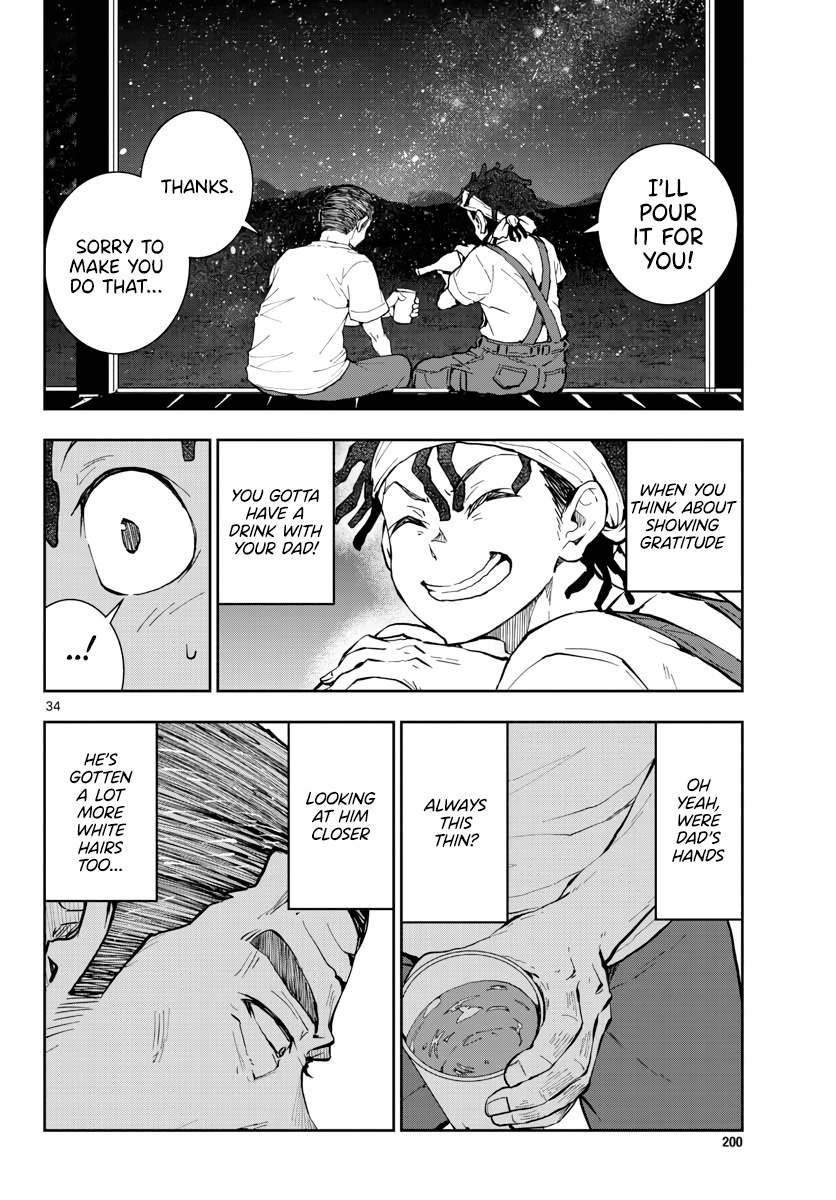 I'LL
POUR
IT FOR
YOU!
THANKS.
SORRY TO
MAKE YOU
DO THAT...
WHEN YOU
THINK ABOUT
SHOWING
GRATITUDE
YOU GOTTA
HAVE A
DRINK WITH
YOUR DAD!
...!
34
OH
YEAH,
WERE
DAD'S
HANDS
ALWAYS
THIS
THIN?
LOOKING
AT HIM
CLOSER
HE'S
GOTTEN
A LOT
MORE
WHITE
HAIRS
TOO...
200